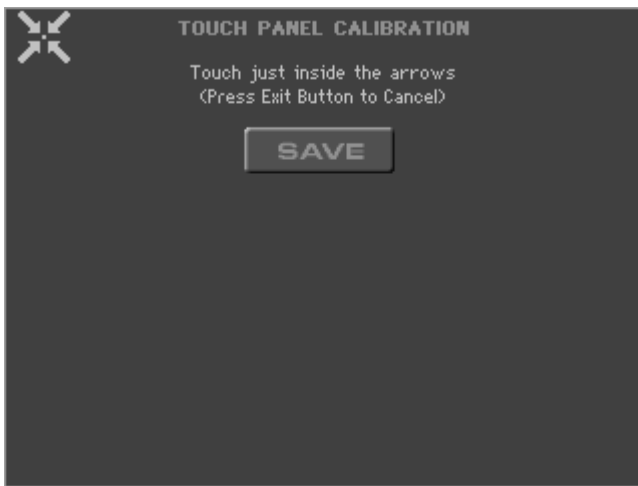 TOUCH PANEL CALIBRATION
Touch just inside the arrows
(Press Exit Button to Cancel)
SAVE